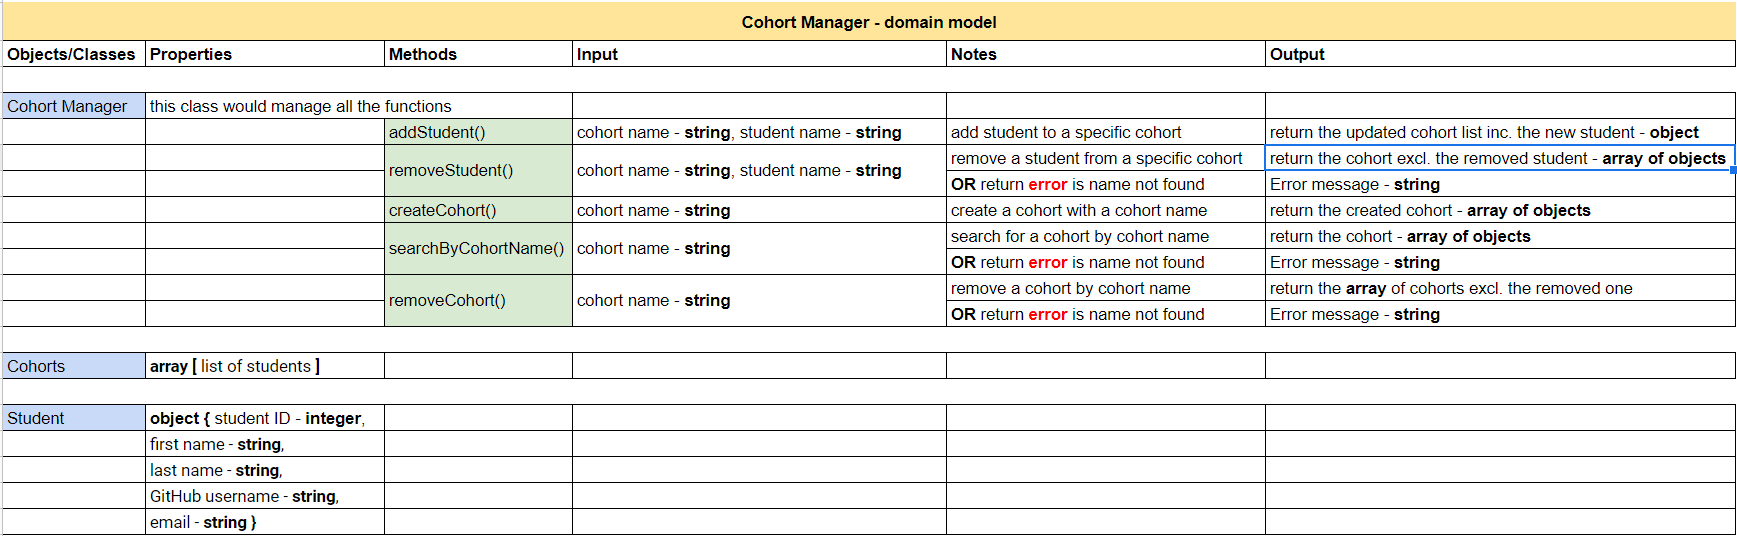 Cohort Manager - domain model
Objects/Classes Properties Methods Input Notes Output
Cohort Manager this class would manage all the functions
addStudent() cohort name - string, student name - string add student to a specific cohort return the updated cohort list inc. the new student - object
removeStudent() cohort name - string, student name - string remove a student from a specific cohort return the cohort excl. the removed student - array of objects
OR return error is name not found Error message - string
createCohort() cohort name - string create a cohort with a cohort name return the created cohort - array of objects
searchByCohortName() cohort name - string search for a cohort by cohort name return the cohort - array of objects
OR return error is name not found Error message - string
removeCohort() cohort name - string remove a cohort by cohort name return the array of cohorts excl. the removed one
OR return error is name not found Error message - string
Cohorts array [ list of students ]
Student object { student ID - integer,
first name - string,
last name - string,
GitHub username - string,
email - string }